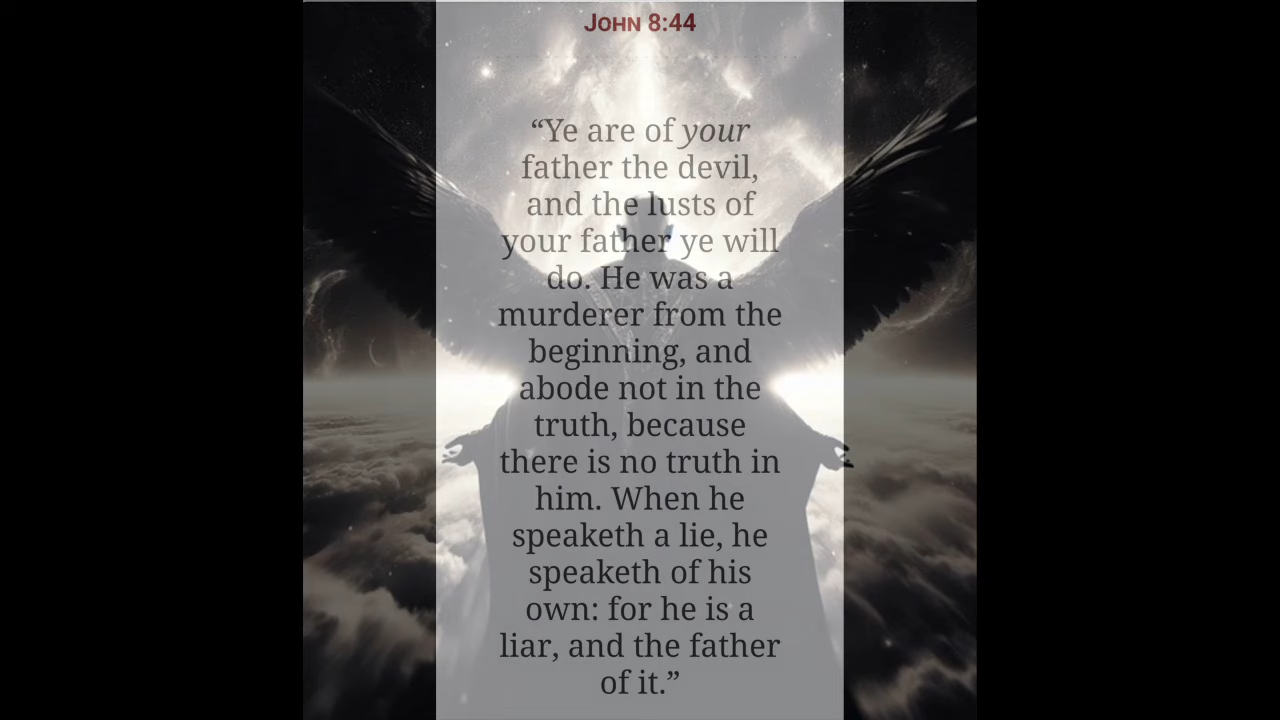 John 8:44
“Ye are of your
father the devil,
and the lusts of
your father ye will
do. He was a
murderer from the
beginning, and
abode not in the
truth, because
there is no truth in
him. When he
speaketh a lie, he
speaketh of his
own: for he is a
liar, and the father
of it.”